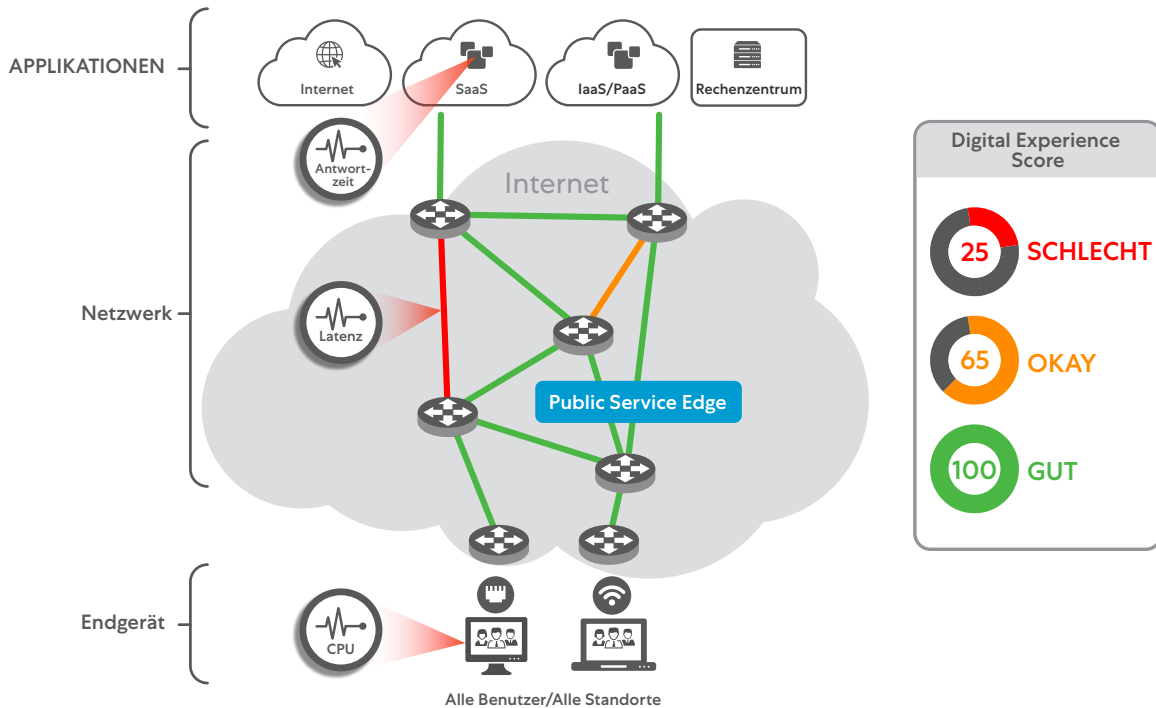 APPLIKATIONEN
Internet
SaaS
IaaS/PaaS
Rechenzentrum
Antwort-
zeit
Internet
Netzwerk
Latenz
Public Service Edge
Endgerät
CPU
Alle Benutzer/Alle Standorte
Digital Experience
Score
25 SCHLECHT
65 OKAY
100 GUT